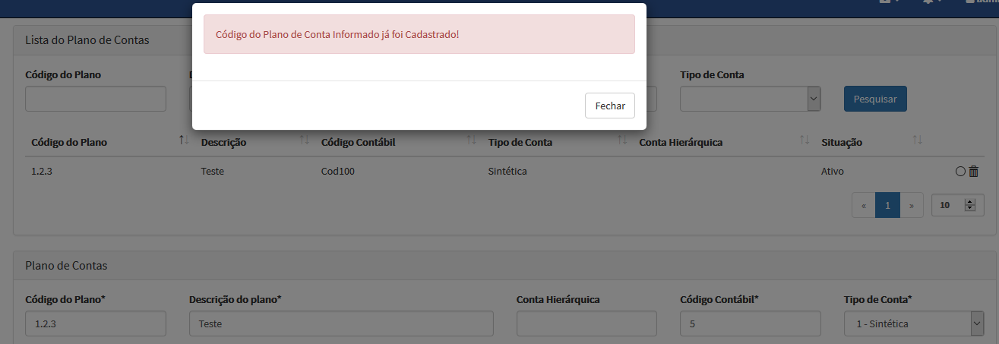 Código do Plano de Conta Informado já foi Cadastrado!
Fechar
Lista do Plano de Contas
Código do Plano
Tipo de Conta
Pesquisar
Código do Plano Descrição Código Contábil Tipo de Conta Conta Hierárquica Situação
1.2.3 Teste Cod100 Sintética Ativo
« 1 » 10
Plano de Contas
Código do Plano* Descrição do plano* Conta Hierárquica Código Contábil* Tipo de Conta*
1.2.3 Teste 5 1 - Sintética